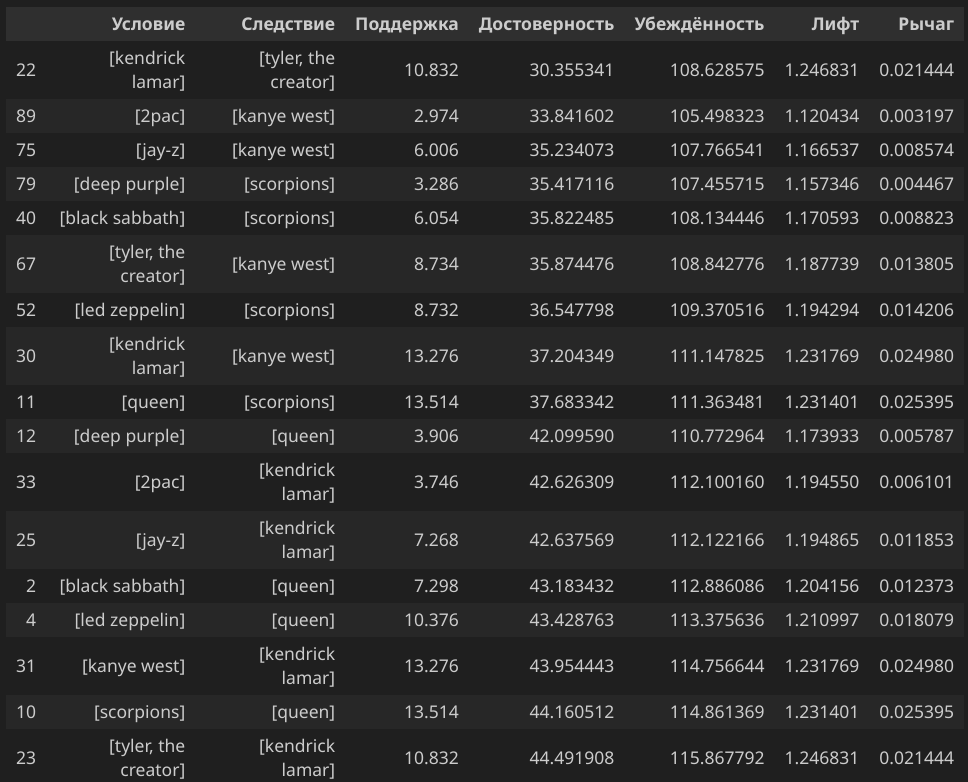 Условие Следствие Поддержка Достоверность Убеждённость Лифт Рычаг
22 [kendrick lamar] [tyler, the creator] 10.832 30.355341 108.628575 1.246831 0.021444
89 [2pac] [kanye west] 2.974 33.841602 105.498323 1.120434 0.003197
75 [jay-z] [kanye west] 6.006 35.234073 107.766541 1.166537 0.008574
79 [deep purple] [scorpions] 3.286 35.417116 107.455715 1.157346 0.004467
40 [black sabbath] [scorpions] 6.054 35.822485 108.134446 1.170593 0.008823
67 [tyler, the creator] [kanye west] 8.734 35.874476 108.842776 1.187739 0.013805
52 [led zeppelin] [scorpions] 8.732 36.547798 109.370516 1.194294 0.014206
30 [kendrick lamar] [kanye west] 13.276 37.204349 111.147825 1.231769 0.024980
11 [queen] [scorpions] 13.514 37.683342 111.363481 1.231401 0.025395
12 [deep purple] [queen] 3.906 42.099590 110.772964 1.173933 0.005787
33 [2pac] [kendrick lamar] 3.746 42.626309 112.100160 1.194550 0.006101
25 [jay-z] [kendrick lamar] 7.268 42.637569 112.122166 1.194865 0.011853
2 [black sabbath] [queen] 7.298 43.183432 112.886086 1.204156 0.012373
4 [led zeppelin] [queen] 10.376 43.428763 113.375636 1.210997 0.018079
31 [kanye west] [kendrick lamar] 13.276 43.954443 114.756644 1.231769 0.024980
10 [scorpions] [queen] 13.514 44.160512 114.861369 1.231401 0.025395
23 [tyler, the creator] [kendrick lamar] 10.832 44.491908 115.867792 1.246831 0.021444